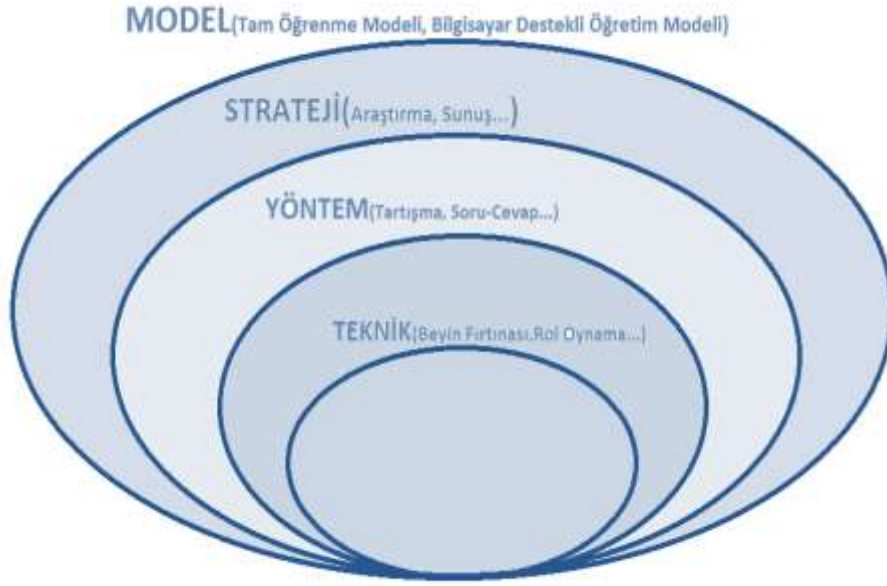 MODEL(Tam Öğrenme Modeli, Bilgisayar Destekli Öğretim Modeli)
STRATEJİ(Araştırma, Sunuş...)
YÖNTEM(Tartışma, Soru-Cevap...)
TEKNİK(Beyin Fırtınası,Rol Oynama...)